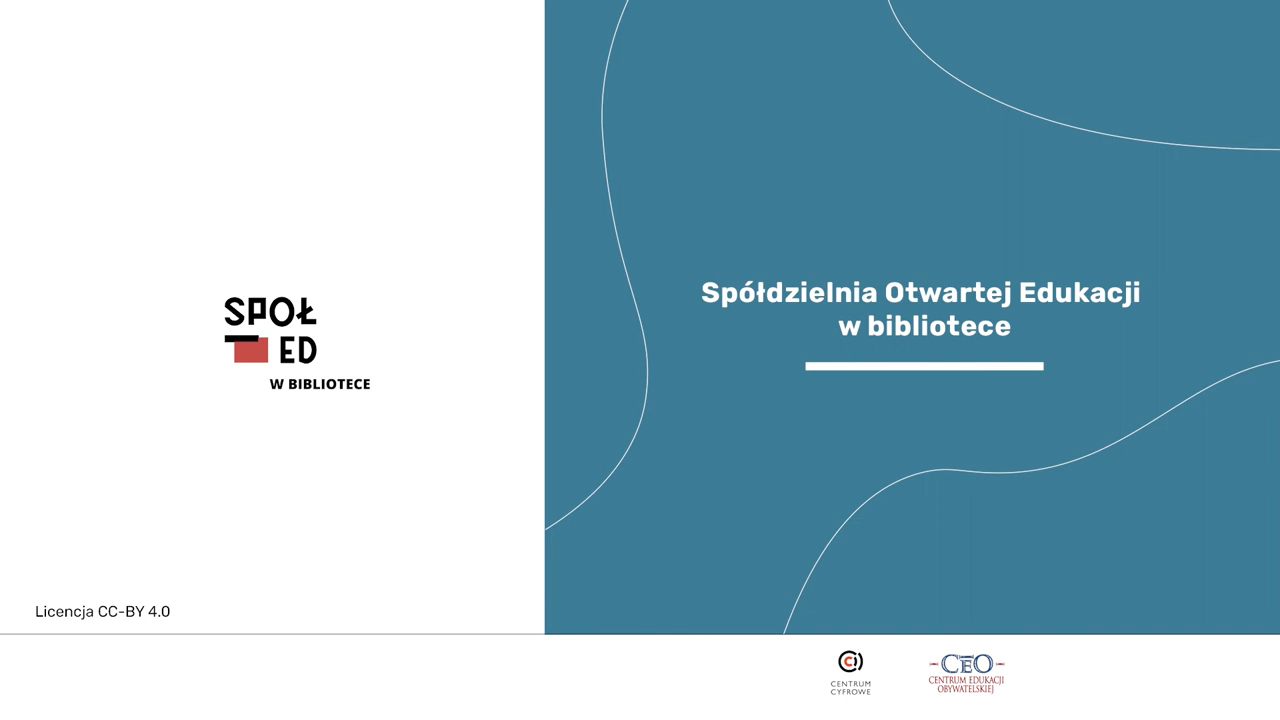 SPOŁ
ED
W BIBLIOTECE
Spółdzielnia Otwartej Edukacji
w bibliotece
Licencja CC-BY 4.0
CENTRUM
CYFROWE
CEO
CENTRUM EDUKACJI
OBYWATELSKIEJ